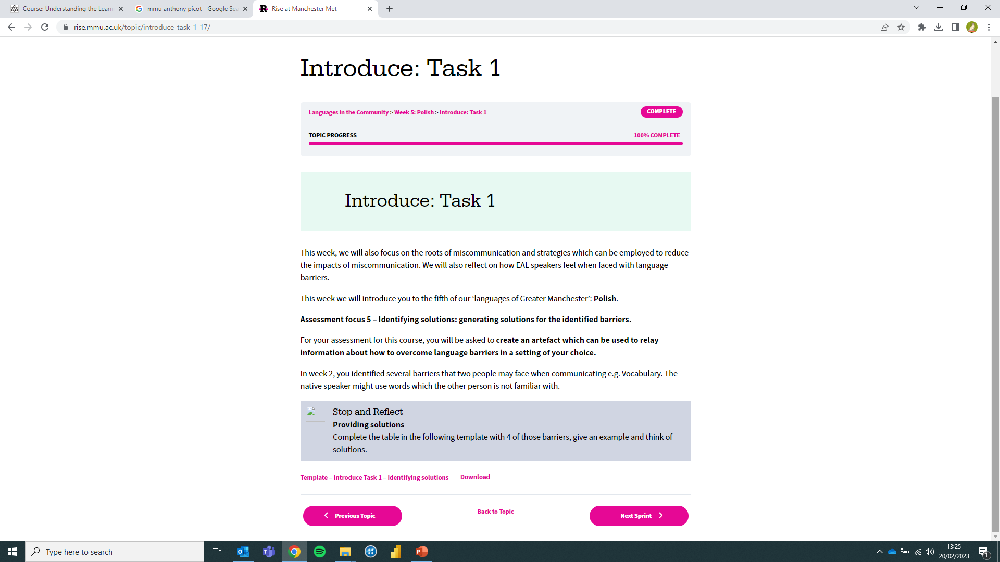 Course: Understanding the Learn
mmu anthony picot - Google Sea
Rise at Manchester Met
rise.mmu.ac.uk/topic/introduce-task-1-17/
Introduce: Task 1
Languages in the Community > Week 5: Polish > Introduce: Task 1
COMPLETE
TOPIC PROGRESS
100% COMPLETE
Introduce: Task 1
This week, we will also focus on the roots of miscommunication and strategies which can be employed to reduce
the impacts of miscommunication. We will also reflect on how EAL speakers feel when faced with language
barriers.
This week we will introduce you to the fifth of our ‘languages of Greater Manchester’: Polish.
Assessment focus 5 – Identifying solutions: generating solutions for the identified barriers.
For your assessment for this course, you will be asked to create an artefact which can be used to relay
information about how to overcome language barriers in a setting of your choice.
In week 2, you identified several barriers that two people may face when communicating e.g. Vocabulary. The
native speaker might use words which the other person is not familiar with.
Stop and Reflect
Providing solutions
Complete the table in the following template with 4 of those barriers, give an example and think of
solutions.
Template – Introduce Task 1 – Identifying solutions
Download
Previous Topic
Back to Topic
Next Sprint
Type here to search
13:25
20/02/2023
1